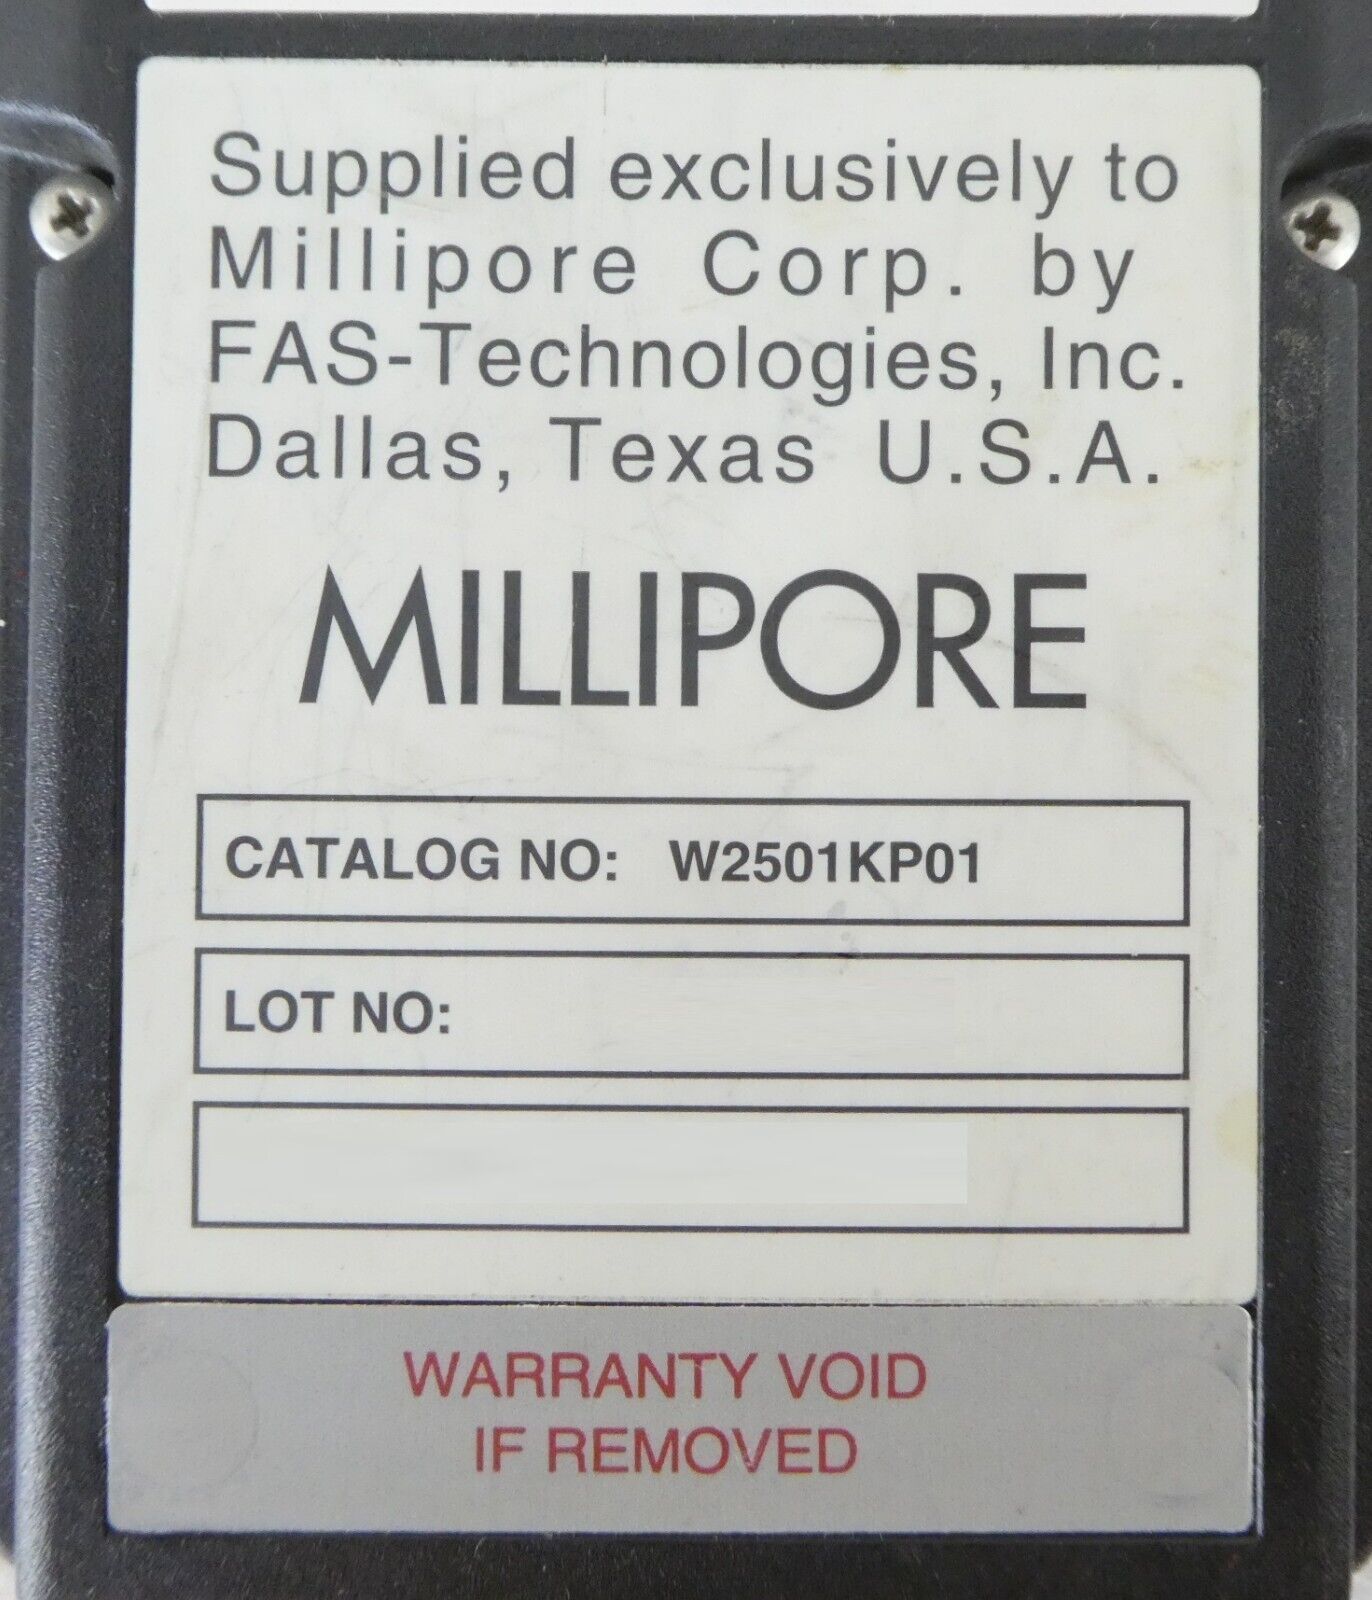 Supplied exclusively to
Millipore Corp. by
FAS-Technologies, Inc.
Dallas, Texas U.S.A.
MILLIPORE
CATALOG NO: W2501KP01
LOT NO:
WARRANTY VOID
IF REMOVED